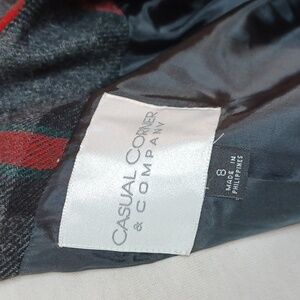 CASUAL CORNER
& COMPANY
8
MADE IN
PHILIPPINES